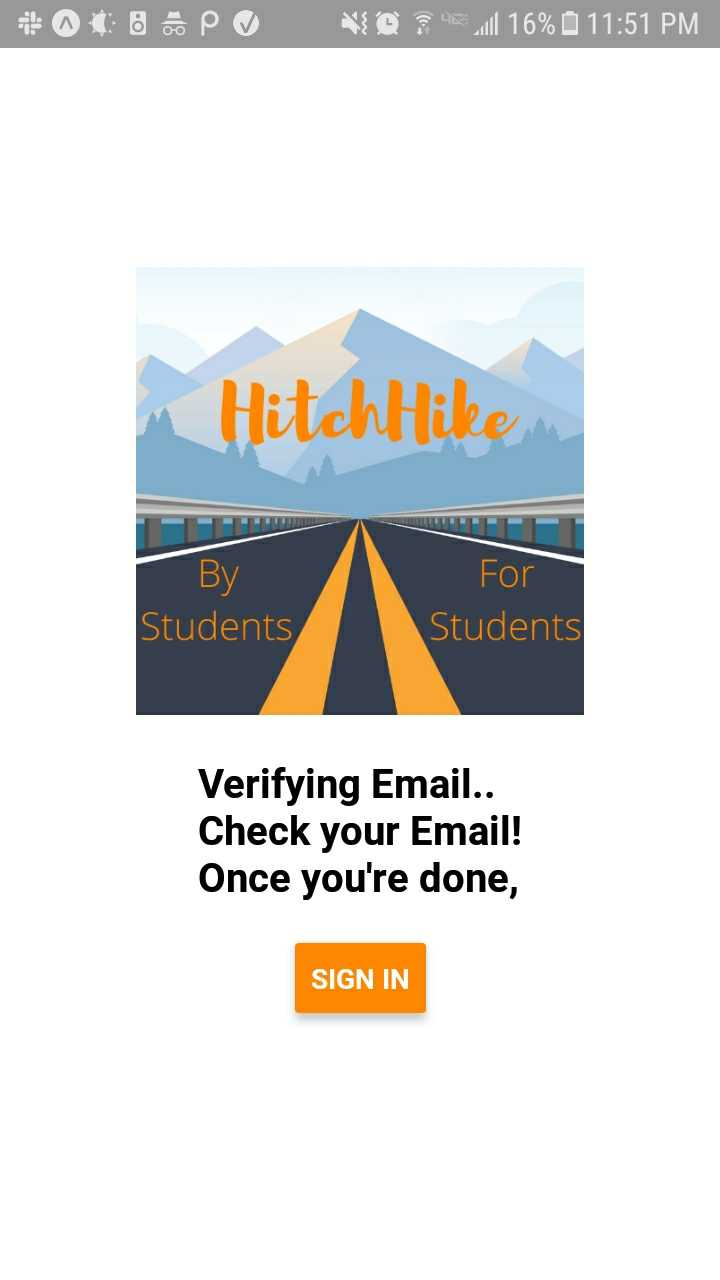 16% 11:51 PM
HitchHike
By
Students
For
Students
Verifying Email..
Check your Email!
Once you're done,
SIGN IN